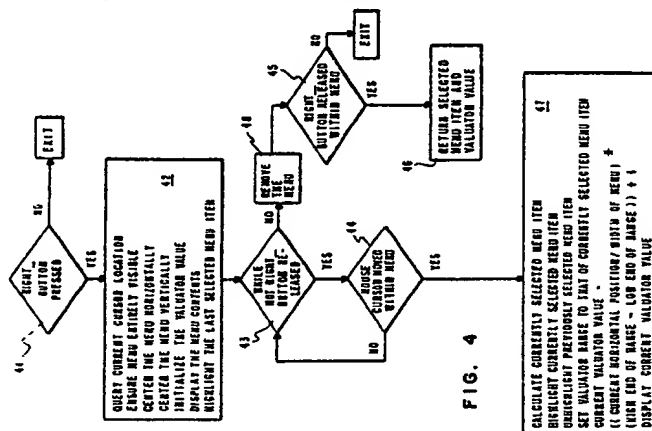 41
RIGHT
BUTTON
PRESSED
NO
EXIT
YES
42
QUERY CURRENT CURSOR LOCATION
ENSURE MENU ENTIRELY VISIBLE
CENTER THE MENU HORIZONTALLY
CENTER THE MENU VERTICALLY
INITIALIZE THE VALUATOR VALUE
DISPLAY THE MENU CONTENTS
HIGHLIGHT THE LAST SELECTED MENU ITEM
43
WHILE
NOT RIGHT
BUTTON RE-
LEASED
NO
48
REMOVE
THE
MENU
45
RIGHT
BUTTON RELEASED
WITHIN MENU
NO
EXIT
YES
46
RETURN SELECTED
MENU ITEM AND
VALUATOR VALUE
YES
44
MOUSE
CURSOR MOVED
WITHIN MENU
NO
YES
47
CALCULATE CURRENTLY SELECTED MENU ITEM
HIGHLIGHT CURRENTLY SELECTED MENU ITEM
UNHIGHLIGHT PREVIOUSLY SELECTED MENU ITEM
SET VALUATOR RANGE TO THAT OF CURRENTLY SELECTED MENU ITEM
CURRENT VALUATOR VALUE =
(( CURRENT HORIZONTAL POSITION/ WIDTH OF MENU) *
(HIGH END OF RANGE - LOW END OF RANGE)) +
DISPLAY CURRENT VALUATOR VALUE
FIG. 4